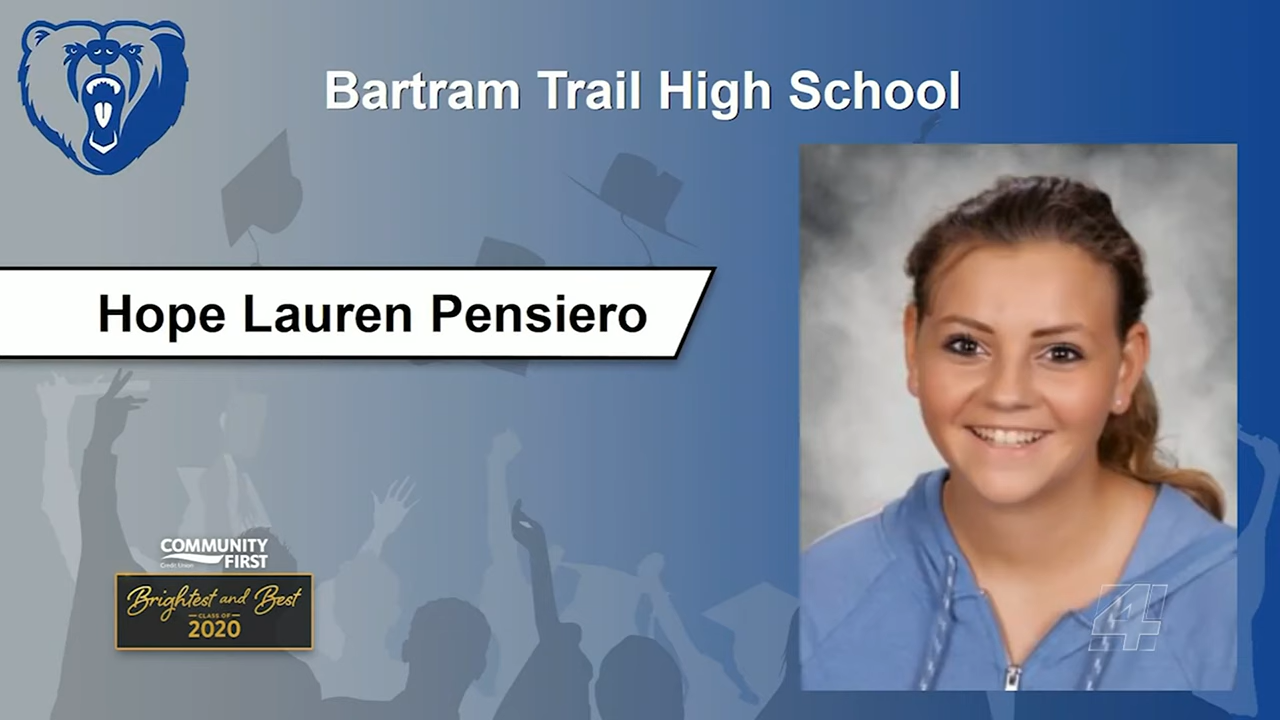 Bartram Trail High School
Hope Lauren Pensiero
COMMUNITY
FIRST
Credit Union
Brightest and Best
CLASS OF
2020
4